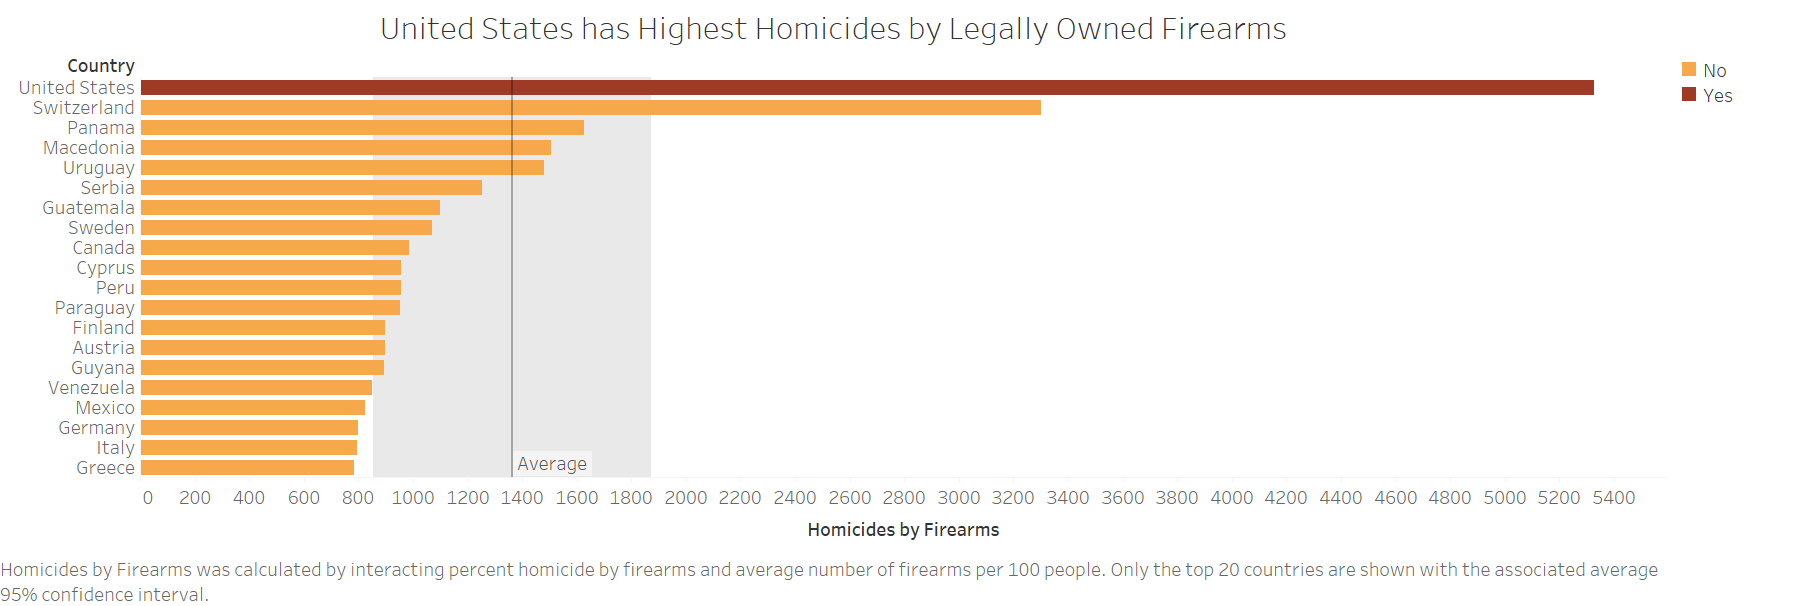 United States has Highest Homicides by Legally Owned Firearms
Country
United States
Switzerland
Panama
Macedonia
Uruguay
Serbia
Guatemala
Sweden
Canada
Cyprus
Peru
Paraguay
Finland
Austria
Guyana
Venezuela
Mexico
Germany
Italy
Greece
Average
No
Yes
0 200 400 600 800 1000 1200 1400 1600 1800 2000 2200 2400 2600 2800 3000 3200 3400 3600 3800 4000 4200 4400 4600 4800 5000 5200 5400
Homicides by Firearms
Homicides by Firearms was calculated by interacting percent homicide by firearms and average number of firearms per 100 people. Only the top 20 countries are shown with the associated average
95% confidence interval.